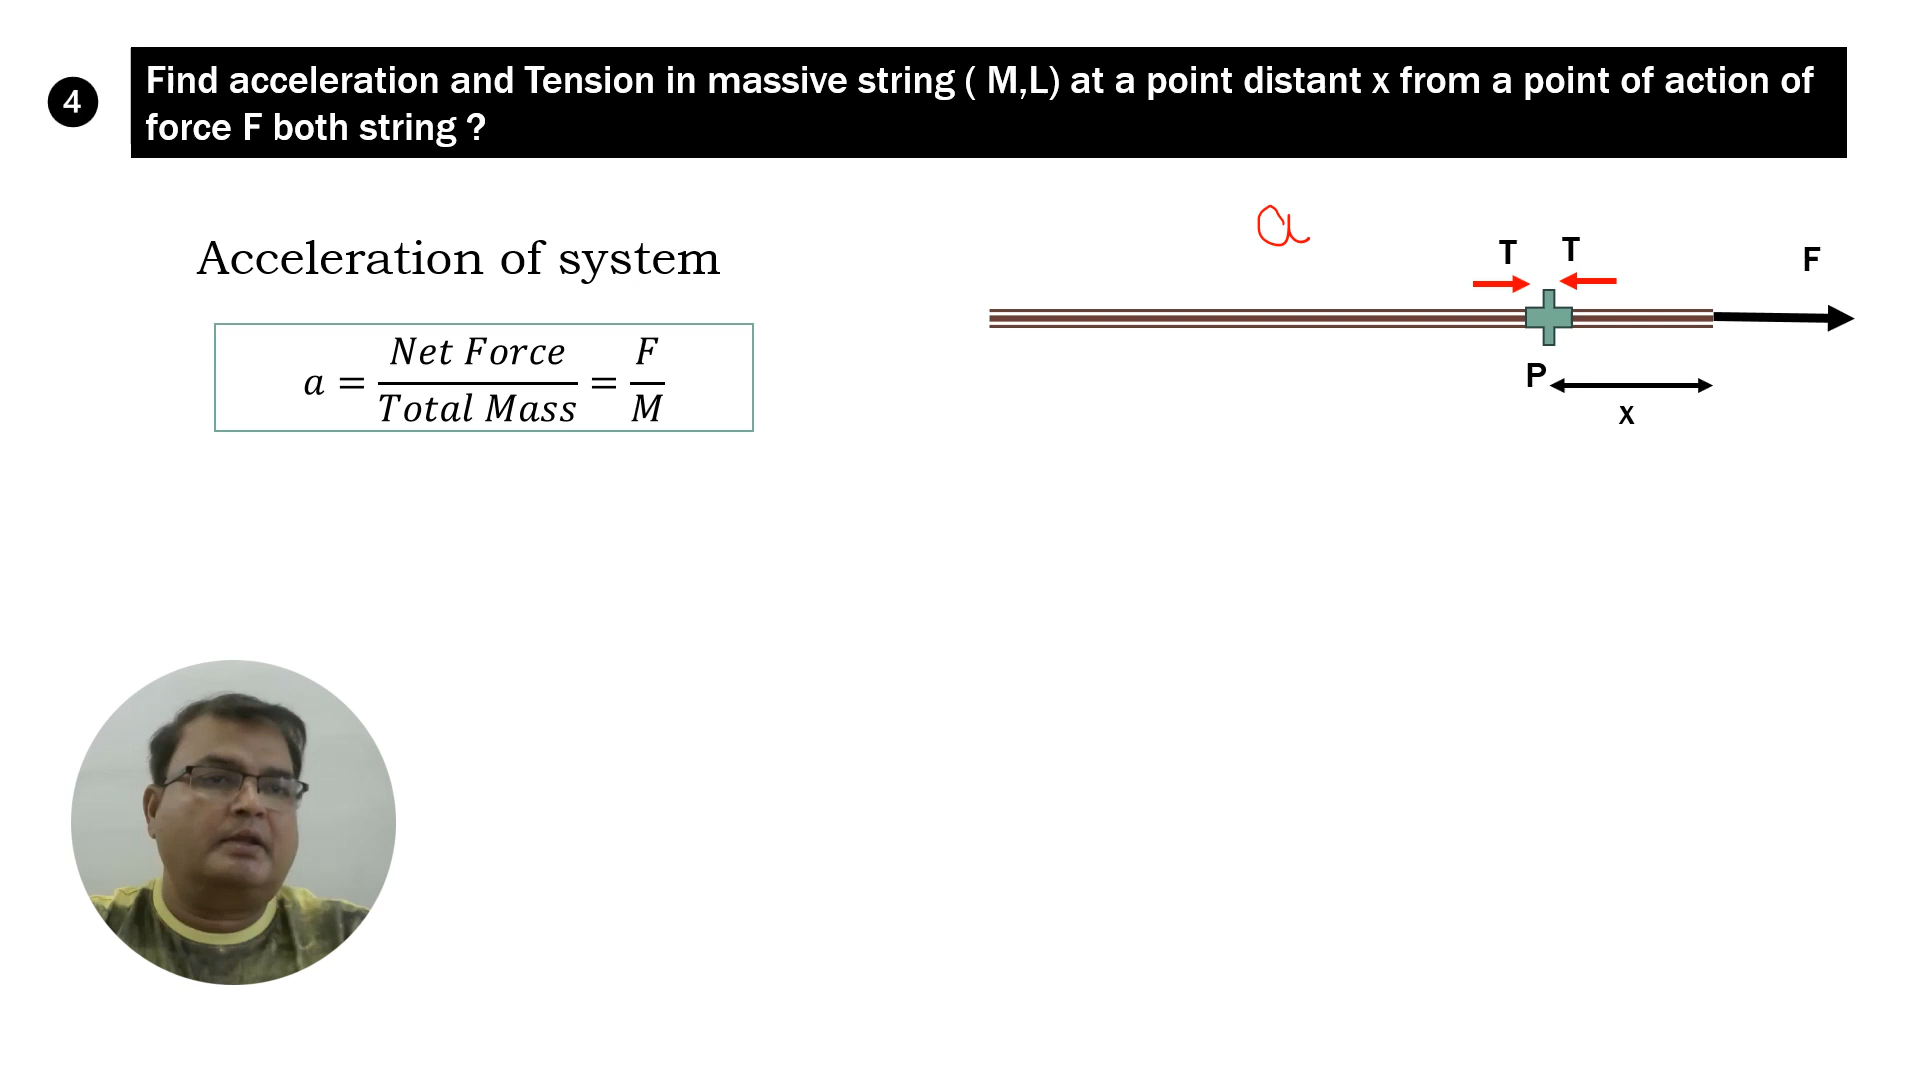 4
Find acceleration and Tension in massive string ( M,L) at a point distant x from a point of action of
force F both string ?
a
Acceleration of system
T T F
a = Net Force / Total Mass = F / M
P
x